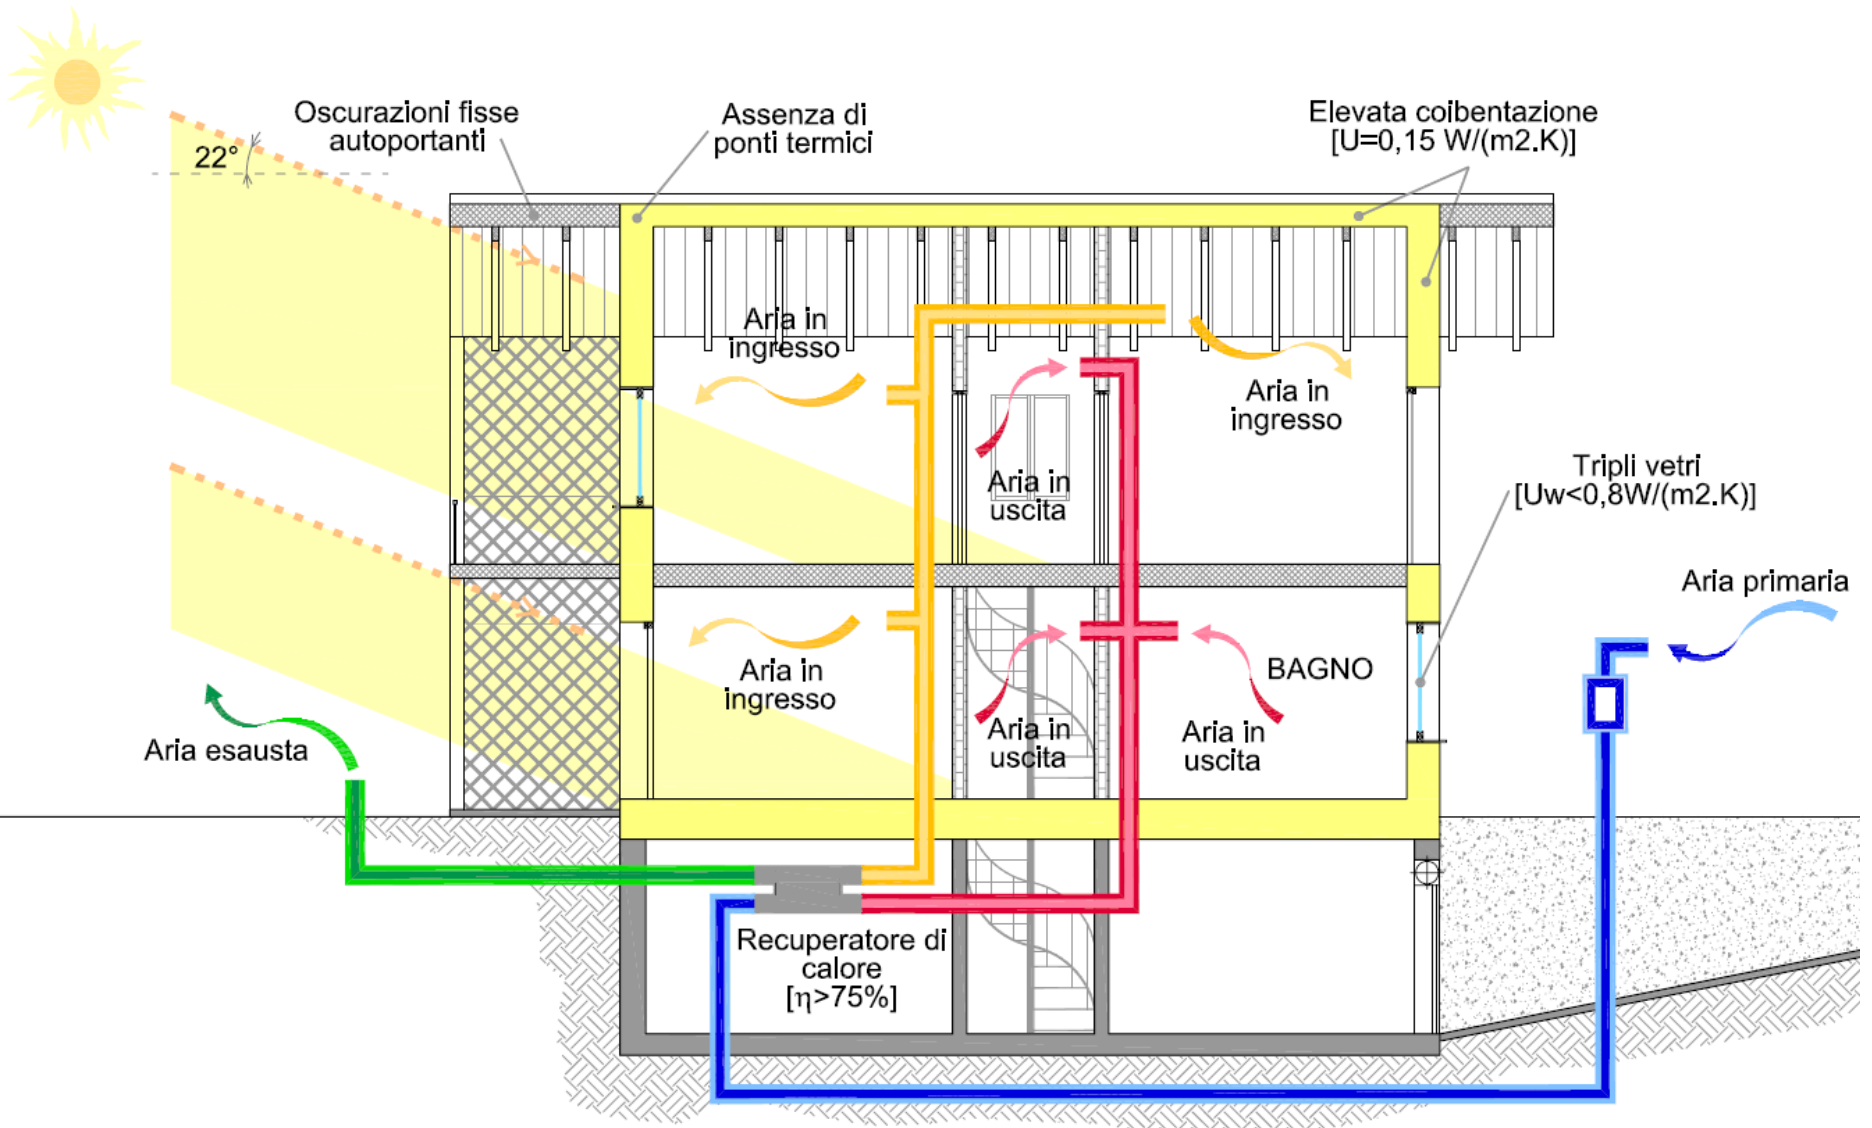 Oscurazioni fisse
autoportanti
22°
Assenza di
ponti termici
Elevata coibentazione
[U=0,15 W/(m2.K)]
Aria in
ingresso
Aria in
ingresso
Aria in
uscita
Tripli vetri
[Uw<0,8W/(m2.K)]
Aria primaria
Aria in
ingresso
BAGNO
Aria in
uscita
Aria in
uscita
Aria esausta
Recuperatore di
calore
[η>75%]